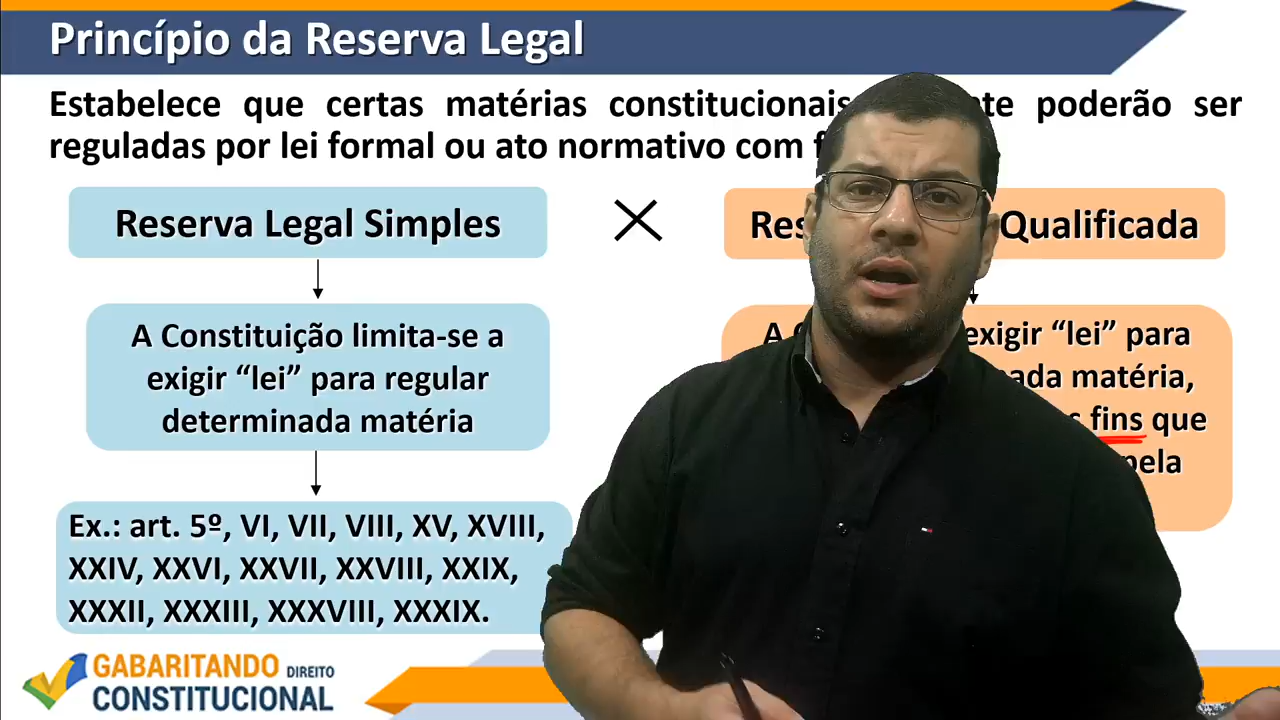 Princípio da Reserva Legal
Estabelece que certas matérias constitucionais poderão ser
reguladas por lei formal ou ato normativo com
Reserva Legal Simples
Qualificada
A Constituição limita-se a
exigir “lei” para regular
determinada matéria
exigir “lei” para
matéria,
fins que
pela
Ex.: art. 5º, VI, VII, VIII, XV, XVIII,
XXIV, XXVI, XXVII, XXVIII, XXIX,
XXXII, XXXIII, XXXVIII, XXXIX.
GABARITANDO DIREITO
CONSTITUCIONAL